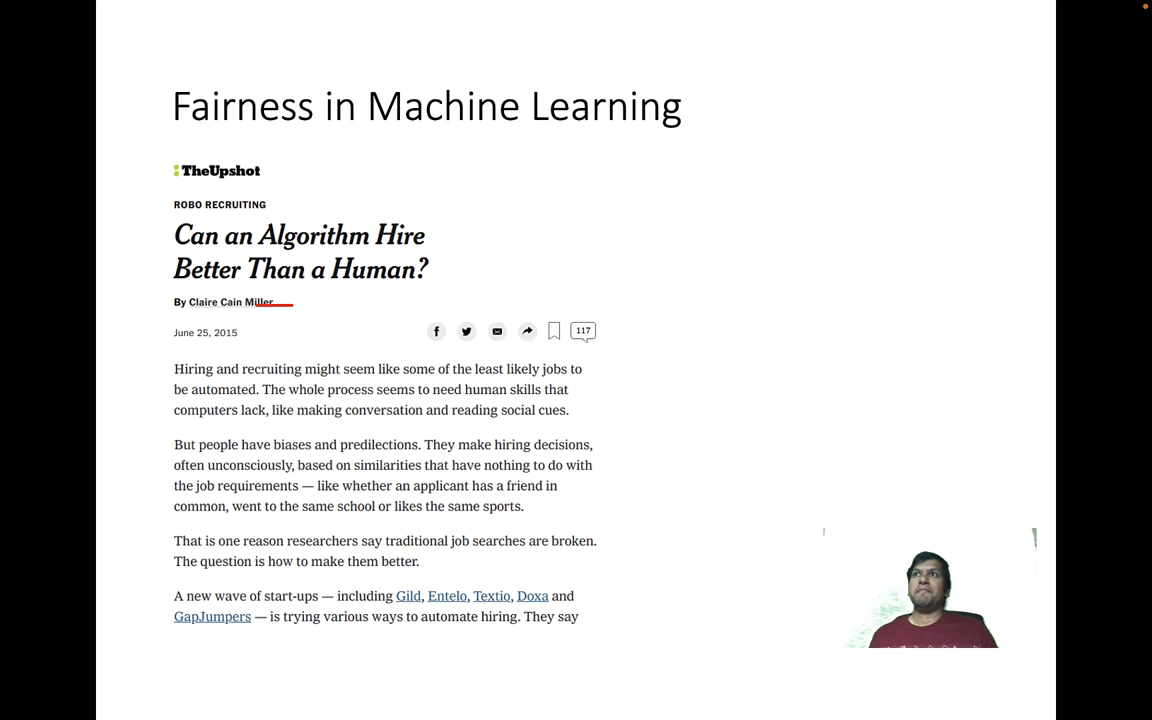 Fairness in Machine Learning
TheUpshot
ROBO RECRUITING
Can an Algorithm Hire
Better Than a Human?
By Claire Cain Miller
June 25, 2015
117
Hiring and recruiting might seem like some of the least likely jobs to
be automated. The whole process seems to need human skills that
computers lack, like making conversation and reading social cues.
But people have biases and predilections. They make hiring decisions,
often unconsciously, based on similarities that have nothing to do with
the job requirements — like whether an applicant has a friend in
common, went to the same school or likes the same sports.
That is one reason researchers say traditional job searches are broken.
The question is how to make them better.
A new wave of start-ups — including Gild, Entelo, Textio, Doxa and
GapJumpers — is trying various ways to automate hiring. They say